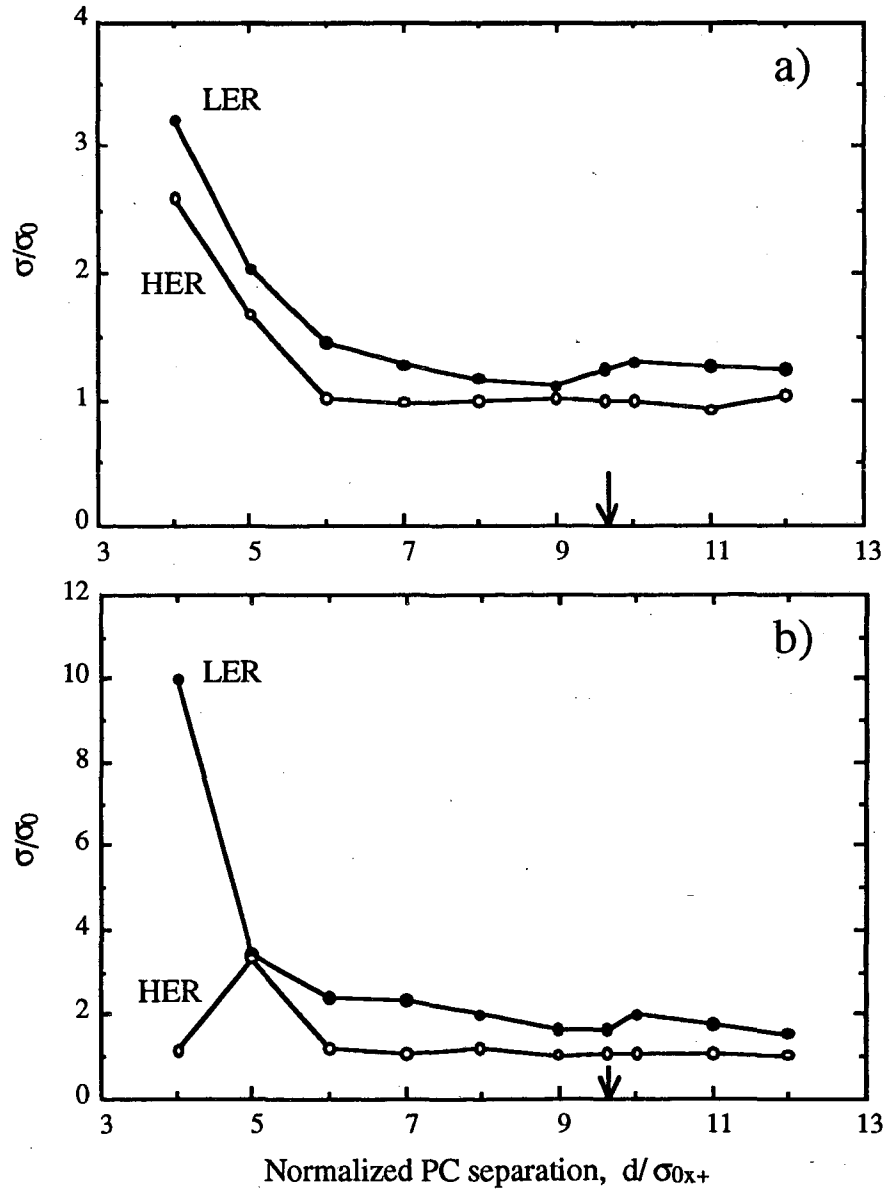 4
a)
LER
3
σ/σ₀
HER
2
1
0
3 5 7 9 11 13
12
b)
LER
10
8
σ/σ₀
6
4
HER
2
0
3 5 7 9 11 13
Normalized PC separation, d/σ₀ₓ₊